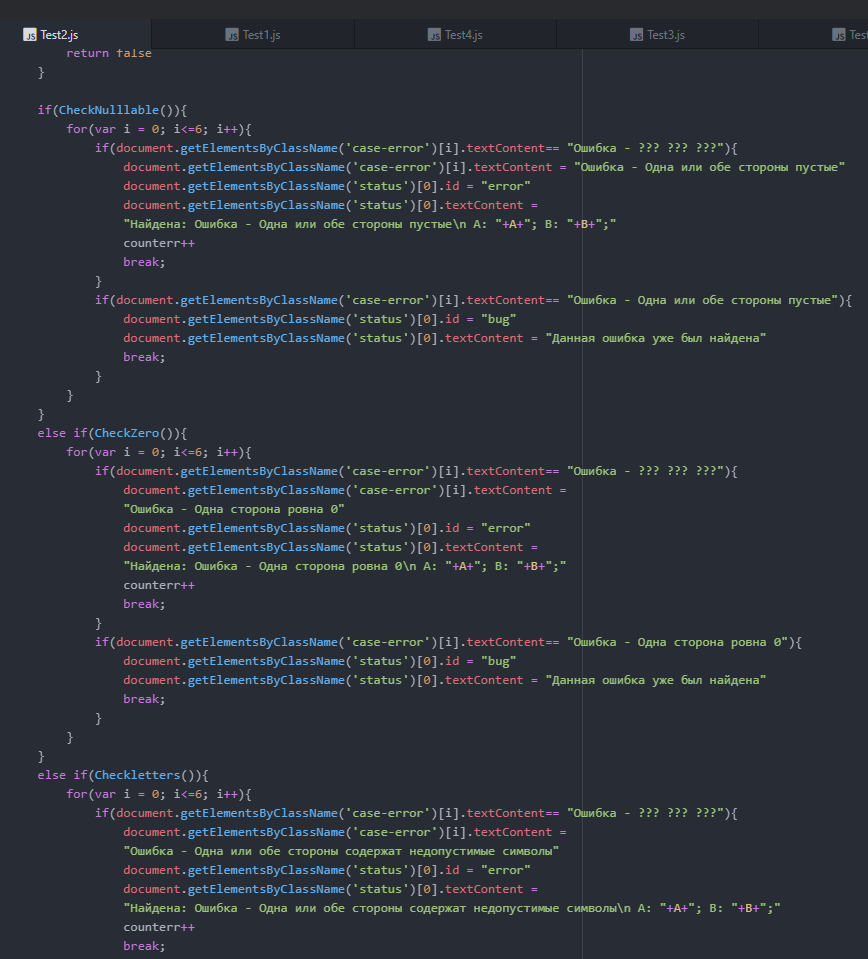 Test2.js Test1.js Test4.js Test3.js Test
return false
}
if(CheckNulllable()){
for(var i = 0; i<=6; i++){
if(document.getElementsByClassName('case-error')[i].textContent== "Ошибка - ??? ??? ???"){
document.getElementsByClassName('case-error')[i].textContent = "Ошибка - Одна или обе стороны пустые"
document.getElementsByClassName('status')[0].id = "error"
document.getElementsByClassName('status')[0].textContent =
"Найдена: Ошибка - Одна или обе стороны пустые\n A: "+A+"; B: "+B+";"
counterr++
break;
}
if(document.getElementsByClassName('case-error')[i].textContent== "Ошибка - Одна или обе стороны пустые"){
document.getElementsByClassName('status')[0].id = "bug"
document.getElementsByClassName('status')[0].textContent = "Данная ошибка уже был найдена"
break;
}
}
}
else if(CheckZero()){
for(var i = 0; i<=6; i++){
if(document.getElementsByClassName('case-error')[i].textContent== "Ошибка - ??? ??? ???"){
document.getElementsByClassName('case-error')[i].textContent =
"Ошибка - Одна сторона ровна 0"
document.getElementsByClassName('status')[0].id = "error"
document.getElementsByClassName('status')[0].textContent =
"Найдена: Ошибка - Одна сторона ровна 0\n A: "+A+"; B: "+B+";"
counterr++
break;
}
if(document.getElementsByClassName('case-error')[i].textContent== "Ошибка - Одна сторона ровна 0"){
document.getElementsByClassName('status')[0].id = "bug"
document.getElementsByClassName('status')[0].textContent = "Данная ошибка уже был найдена"
break;
}
}
}
else if(Checkletters()){
for(var i = 0; i<=6; i++){
if(document.getElementsByClassName('case-error')[i].textContent== "Ошибка - ??? ??? ???"){
document.getElementsByClassName('case-error')[i].textContent =
"Ошибка - Одна или обе стороны содержат недопустимые символы"
document.getElementsByClassName('status')[0].id = "error"
document.getElementsByClassName('status')[0].textContent =
"Найдена: Ошибка - Одна или обе стороны содержат недопустимые символы\n A: "+A+"; B: "+B+";"
counterr++
break;